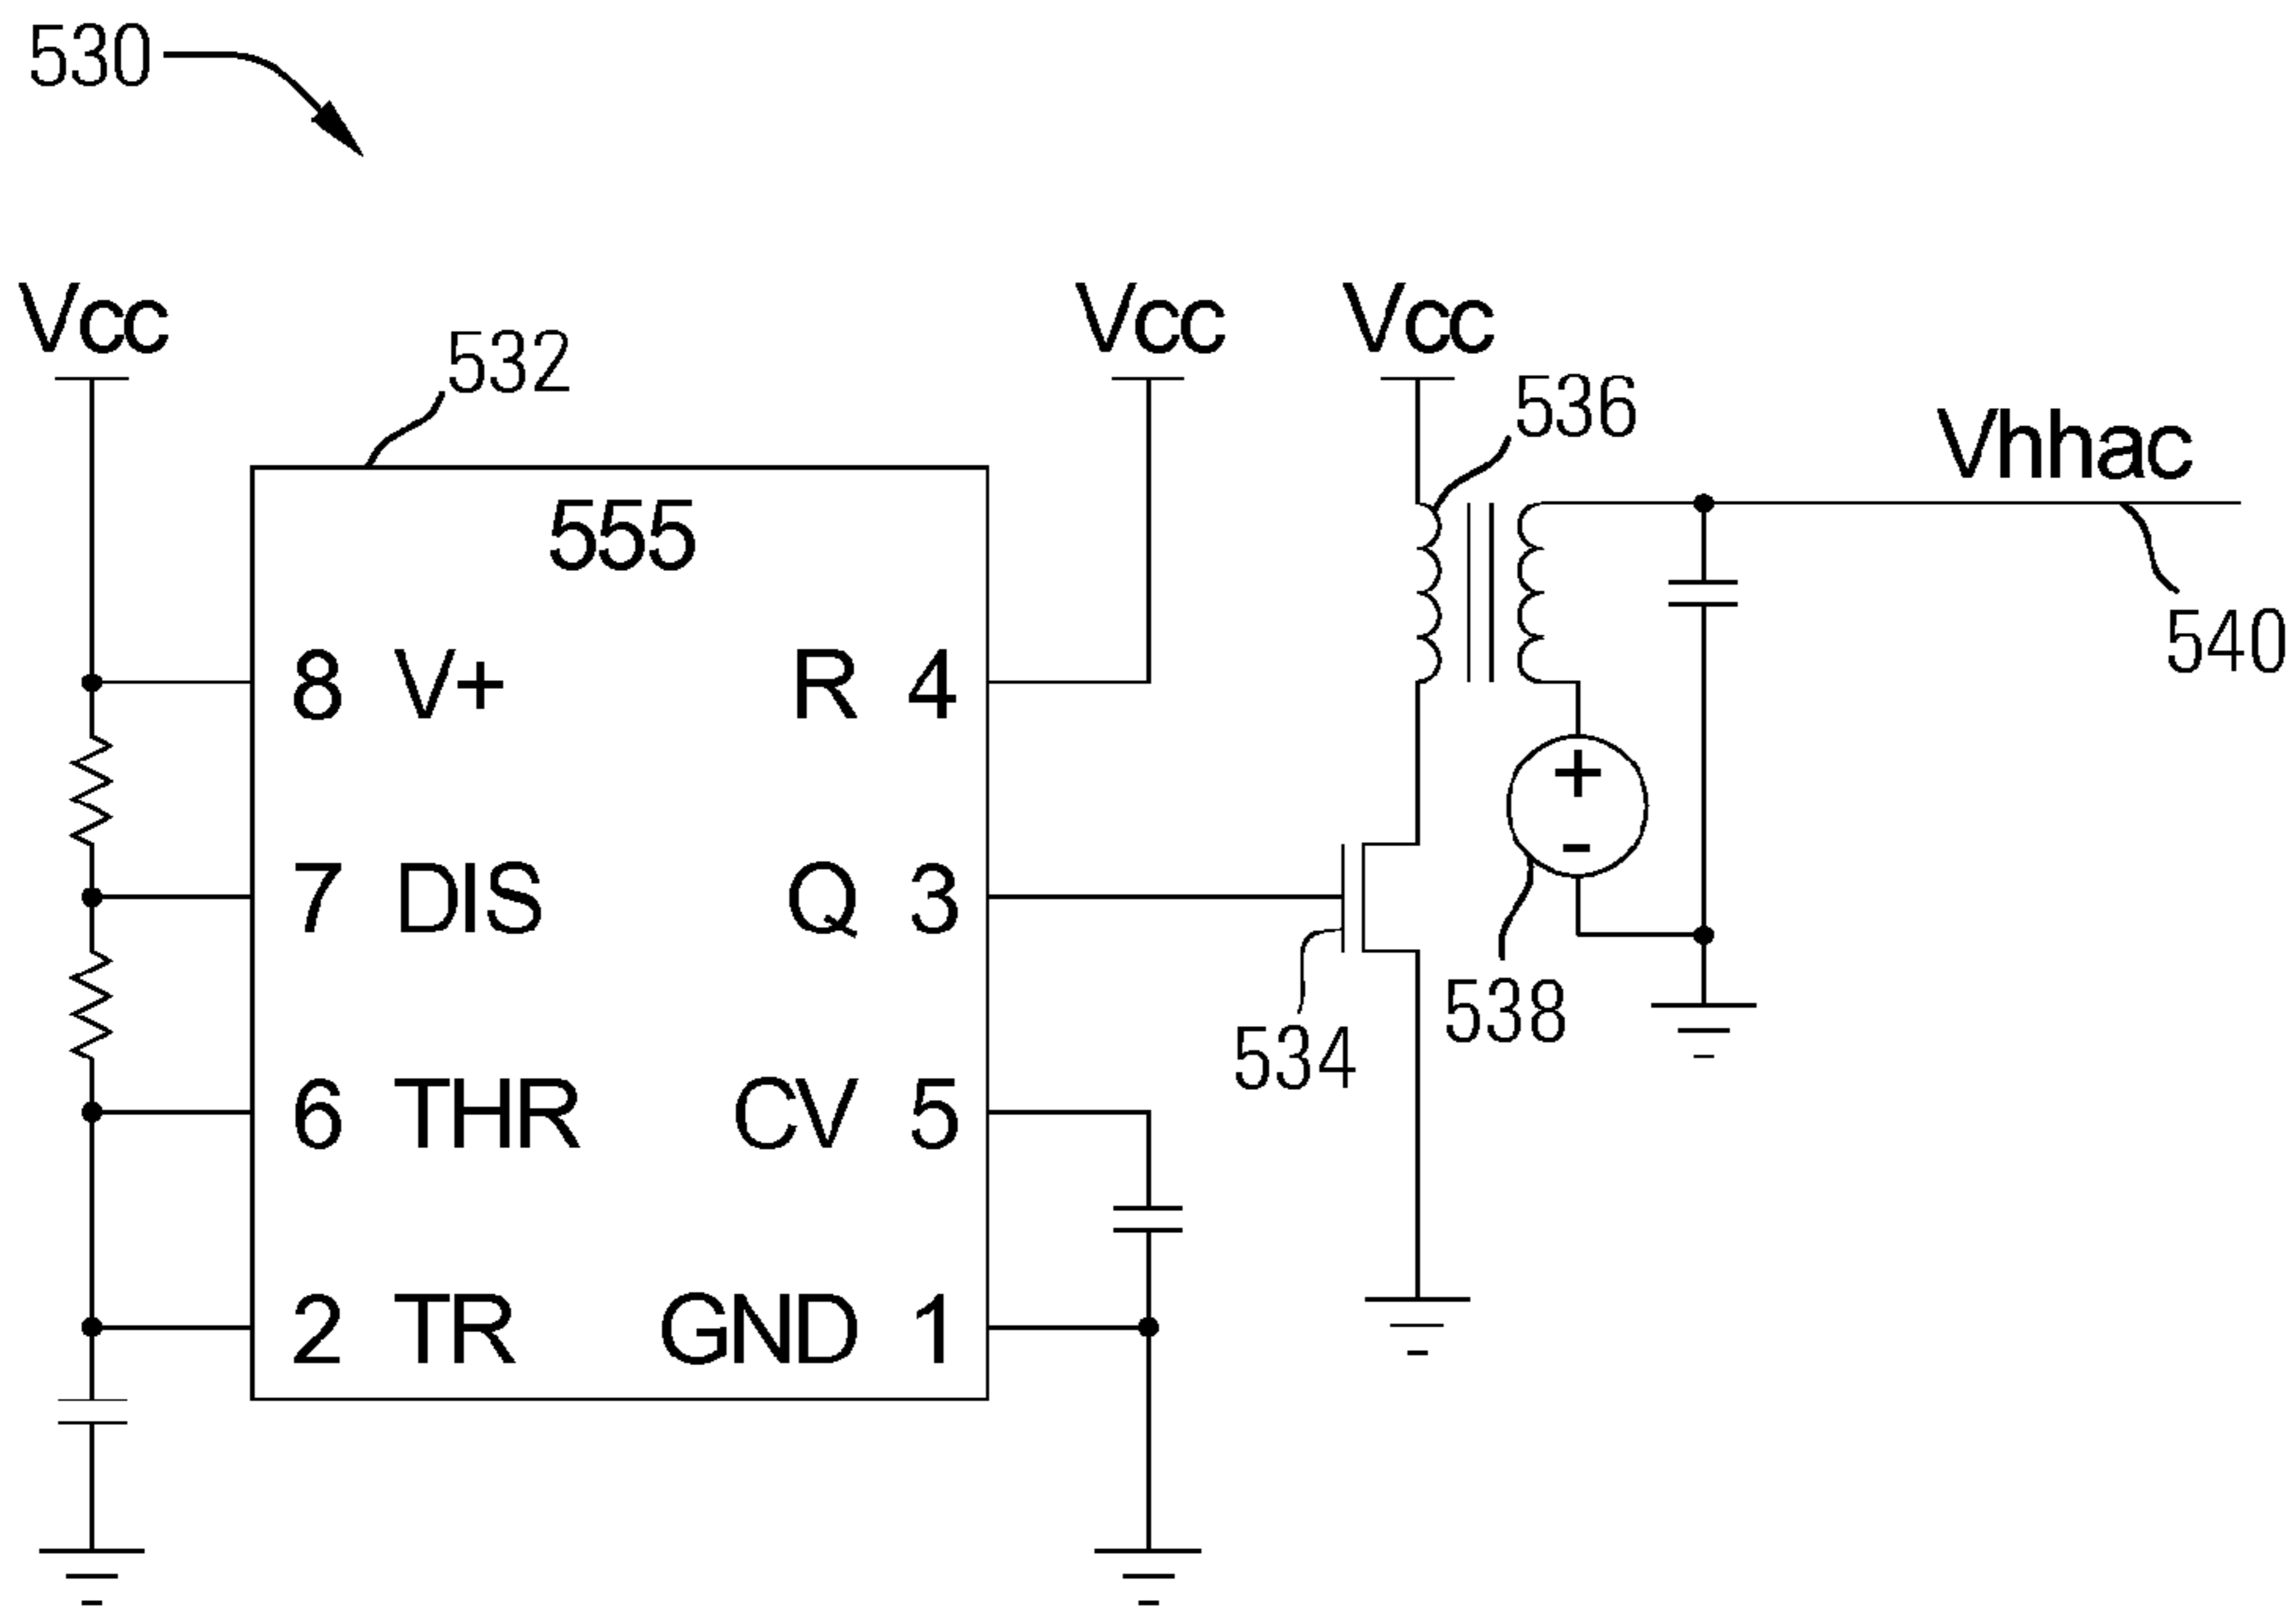 530
Vcc
Vcc
Vcc
532
536
Vhhac
555
540
8 V+ R 4
+
-
7 DIS Q 3
538
534
6 THR CV 5
2 TR GND 1